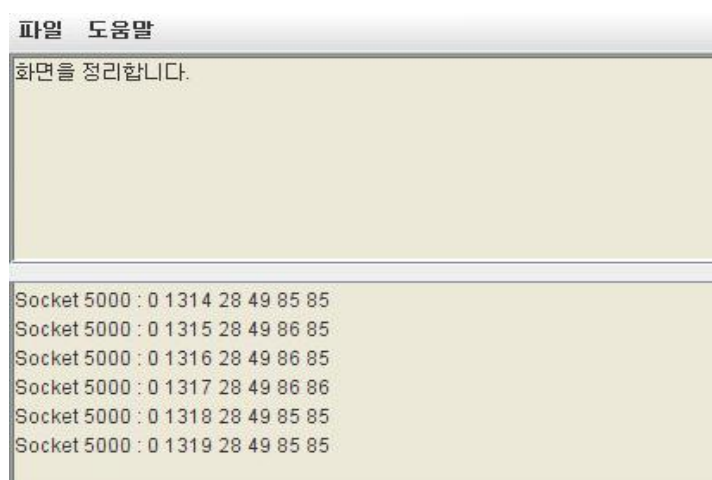 파일 도움말
화면을 정리합니다.
Socket 5000 : 0 1314 28 49 85 85
Socket 5000 : 0 1315 28 49 86 85
Socket 5000 : 0 1316 28 49 86 85
Socket 5000 : 0 1317 28 49 86 86
Socket 5000 : 0 1318 28 49 85 85
Socket 5000 : 0 1319 28 49 85 85